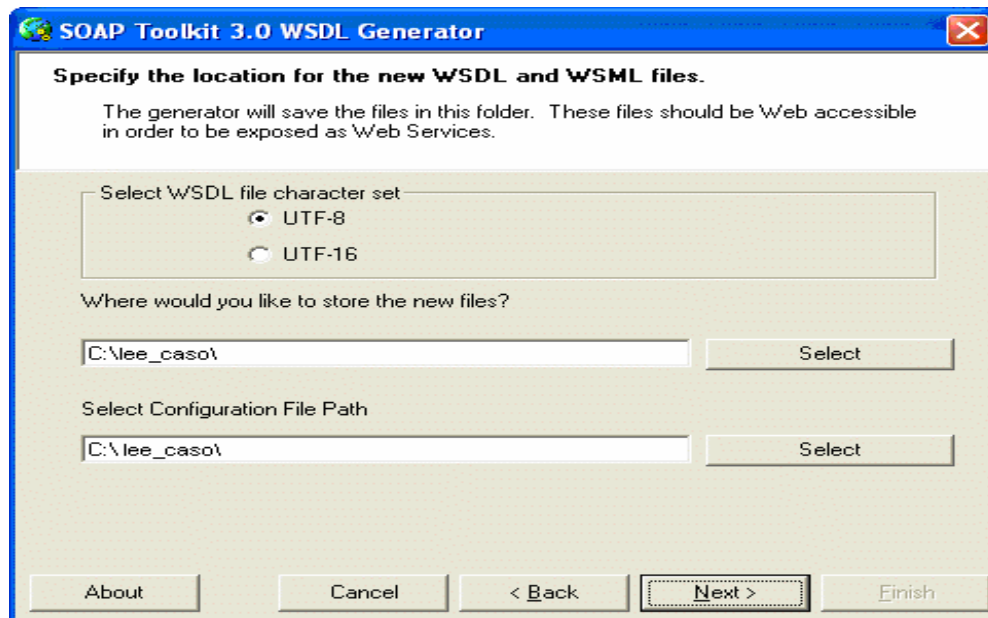 SOAP Toolkit 3.0 WSDL Generator
Specify the location for the new WSDL and WSML files.
The generator will save the files in this folder.  These files should be Web accessible
in order to be exposed as Web Services.
Select WSDL file character set
UTF-8
UTF-16
Where would you like to store the new files?
C:\lee_caso\
Select
Select Configuration File Path
C:\ lee_caso\
Select
About
Cancel
< Back
Next >
Finish